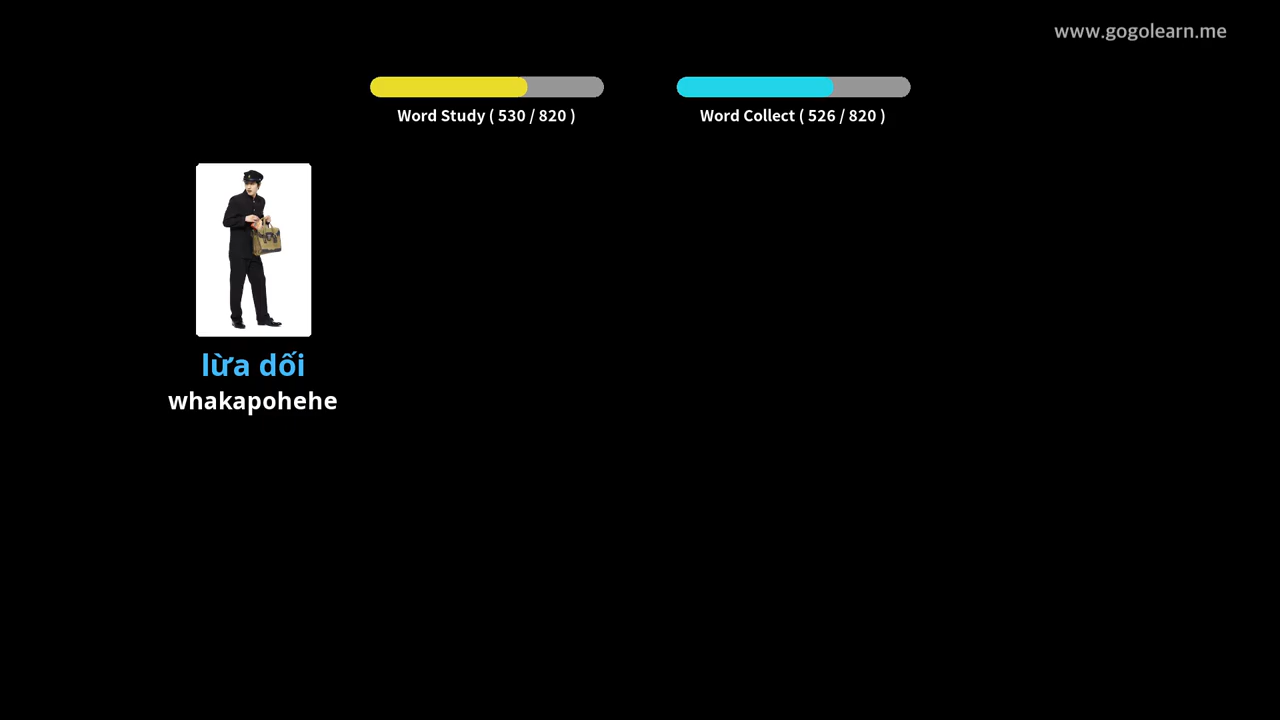 www.gogolearn.me
Word Study ( 530 / 820 )
Word Collect ( 526 / 820 )
lừa dối
whakapohehe